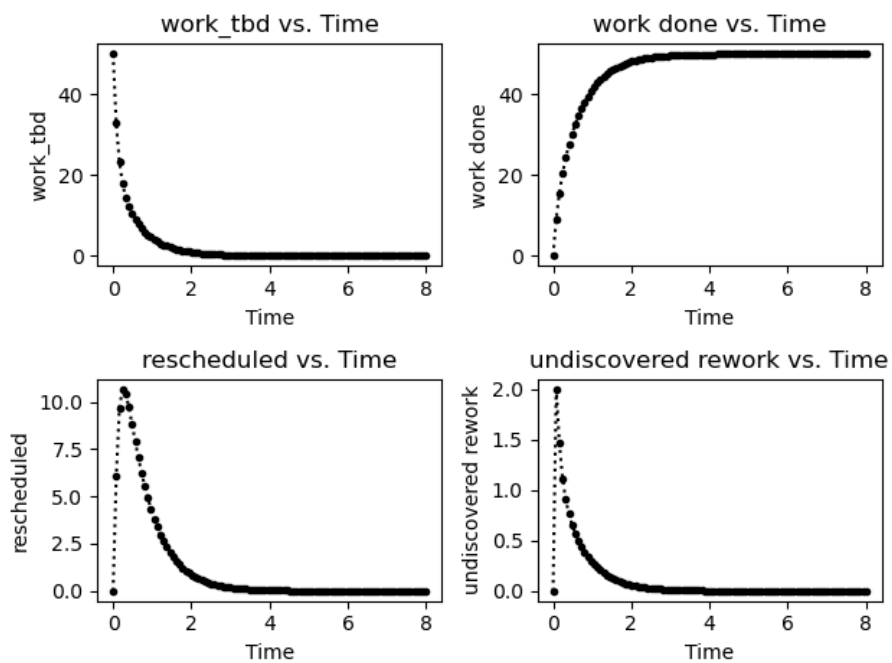 work_tbd vs. Time
work_tbd
40
20
0
0 2 4 6 8
Time
work done vs. Time
work done
40
20
0
0 2 4 6 8
Time
rescheduled vs. Time
rescheduled
10.0
7.5
5.0
2.5
0.0
0 2 4 6 8
Time
undiscovered rework vs. Time
undiscovered rework
2.0
1.5
1.0
0.5
0.0
0 2 4 6 8
Time